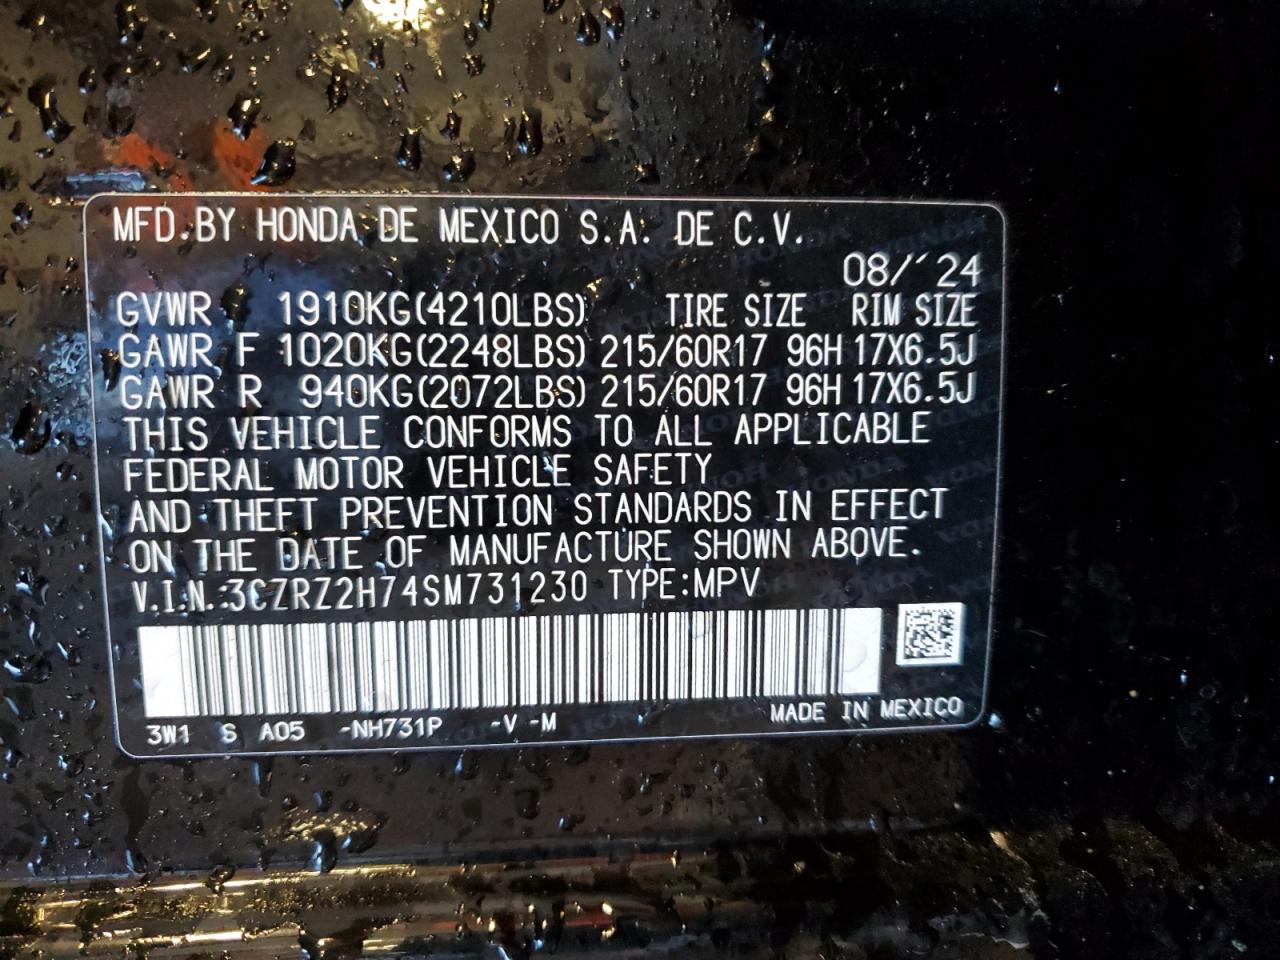 MFD.BY HONDA DE MEXICO S.A. DE C.V.
08/´24
GVWR 1910KG(4210LBS) TIRE SIZE RIM SIZE
GAWR F 1020KG(2248LBS) 215/60R17 96H 17X6.5J
GAWR R 940KG(2072LBS) 215/60R17 96H 17X6.5J
THIS VEHICLE CONFORMS TO ALL APPLICABLE
FEDERAL MOTOR VEHICLE SAFETY
AND THEFT PREVENTION STANDARDS IN EFFECT
ON THE DATE OF MANUFACTURE SHOWN ABOVE.
V.I.N.:3CZRZ2H74SM731230 TYPE:MPV
3W1 S A05 -NH731P -V -M MADE IN MEXICO